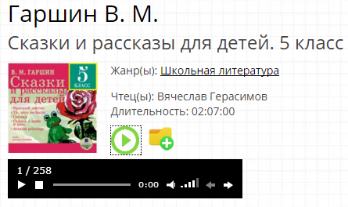 Гаршин В. М.
Сказки и рассказы для детей. 5 класс
В. М. ГАРШИН
5
КЛАСС
Сказки
и рассказы
для детей
Жанр(ы): Школьная литература
Чтец(ы): Вячеслав Герасимов
Длительность: 02:07:00
1 / 258
0:00